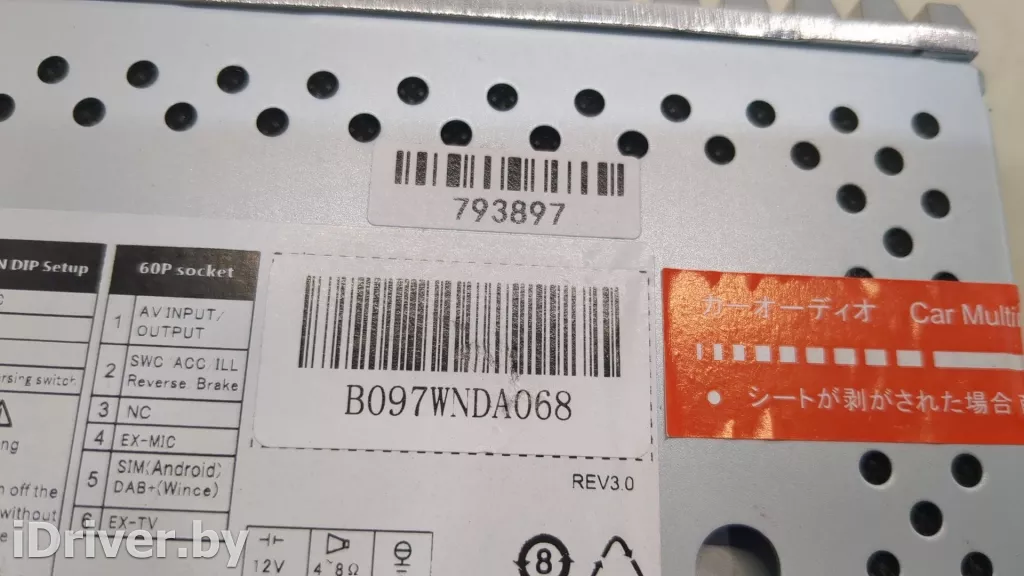 793897
N DIP Setup
60P socket
1 AV INPUT/
OUTPUT
2 SWC ACC ILL
Reverse Brake
3 NC
4 EX-MIC
5 SIM(Android)
DAB+(Wince)
6 EX-TV
ersing switch
ng
n off the
without
e
B097WNDA068
REV3.0
12V
4~8Ω
8
カーオーディオ Car Multi
● シートが剥がされた場合
iDriver.by